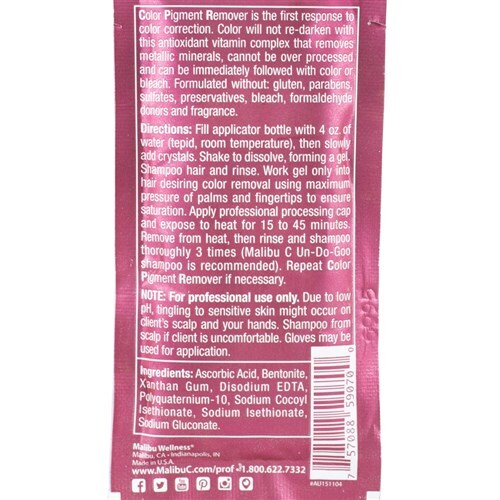 Color Pigment Remover is the first response to
color correction. Color will not re-darken with
this antioxidant vitamin complex that removes
metallic minerals, cannot be over processed
and can be immediately followed with color or
bleach. Formulated without: gluten, parabens,
sulfates, preservatives, bleach, formaldehyde
donors and fragrance.
Directions: Fill applicator bottle with 4 oz. of
water (tepid, room temperature), then slowly
add crystals. Shake to dissolve, forming a gel.
Shampoo hair and rinse. Work gel only into
hair desiring color removal using maximum
pressure of palms and fingertips to ensure
saturation. Apply professional processing cap
and expose to heat for 15 to 45 minutes.
Remove from heat, then rinse and shampoo
thoroughly 3 times (Malibu C Un-Do-Goo
shampoo is recommended). Repeat Color
Pigment Remover if necessary.
NOTE: For professional use only. Due to low
pH, tingling to sensitive skin might occur on
client's scalp and your hands. Shampoo from
scalp if client is uncomfortable. Gloves may be
used for application.
Ingredients: Ascorbic Acid, Bentonite,
Xanthan Gum, Disodium EDTA,
Polyquaternium-10, Sodium Cocoyl
Isethionate, Sodium Isethionate,
Sodium Gluconate.
Malibu Wellness®
Malibu, CA • Indianapolis, IN
Made in U.S.A.
www.MalibuC.com/prof • 1.800.622.7332
#AU151104
7 57088 59070 0